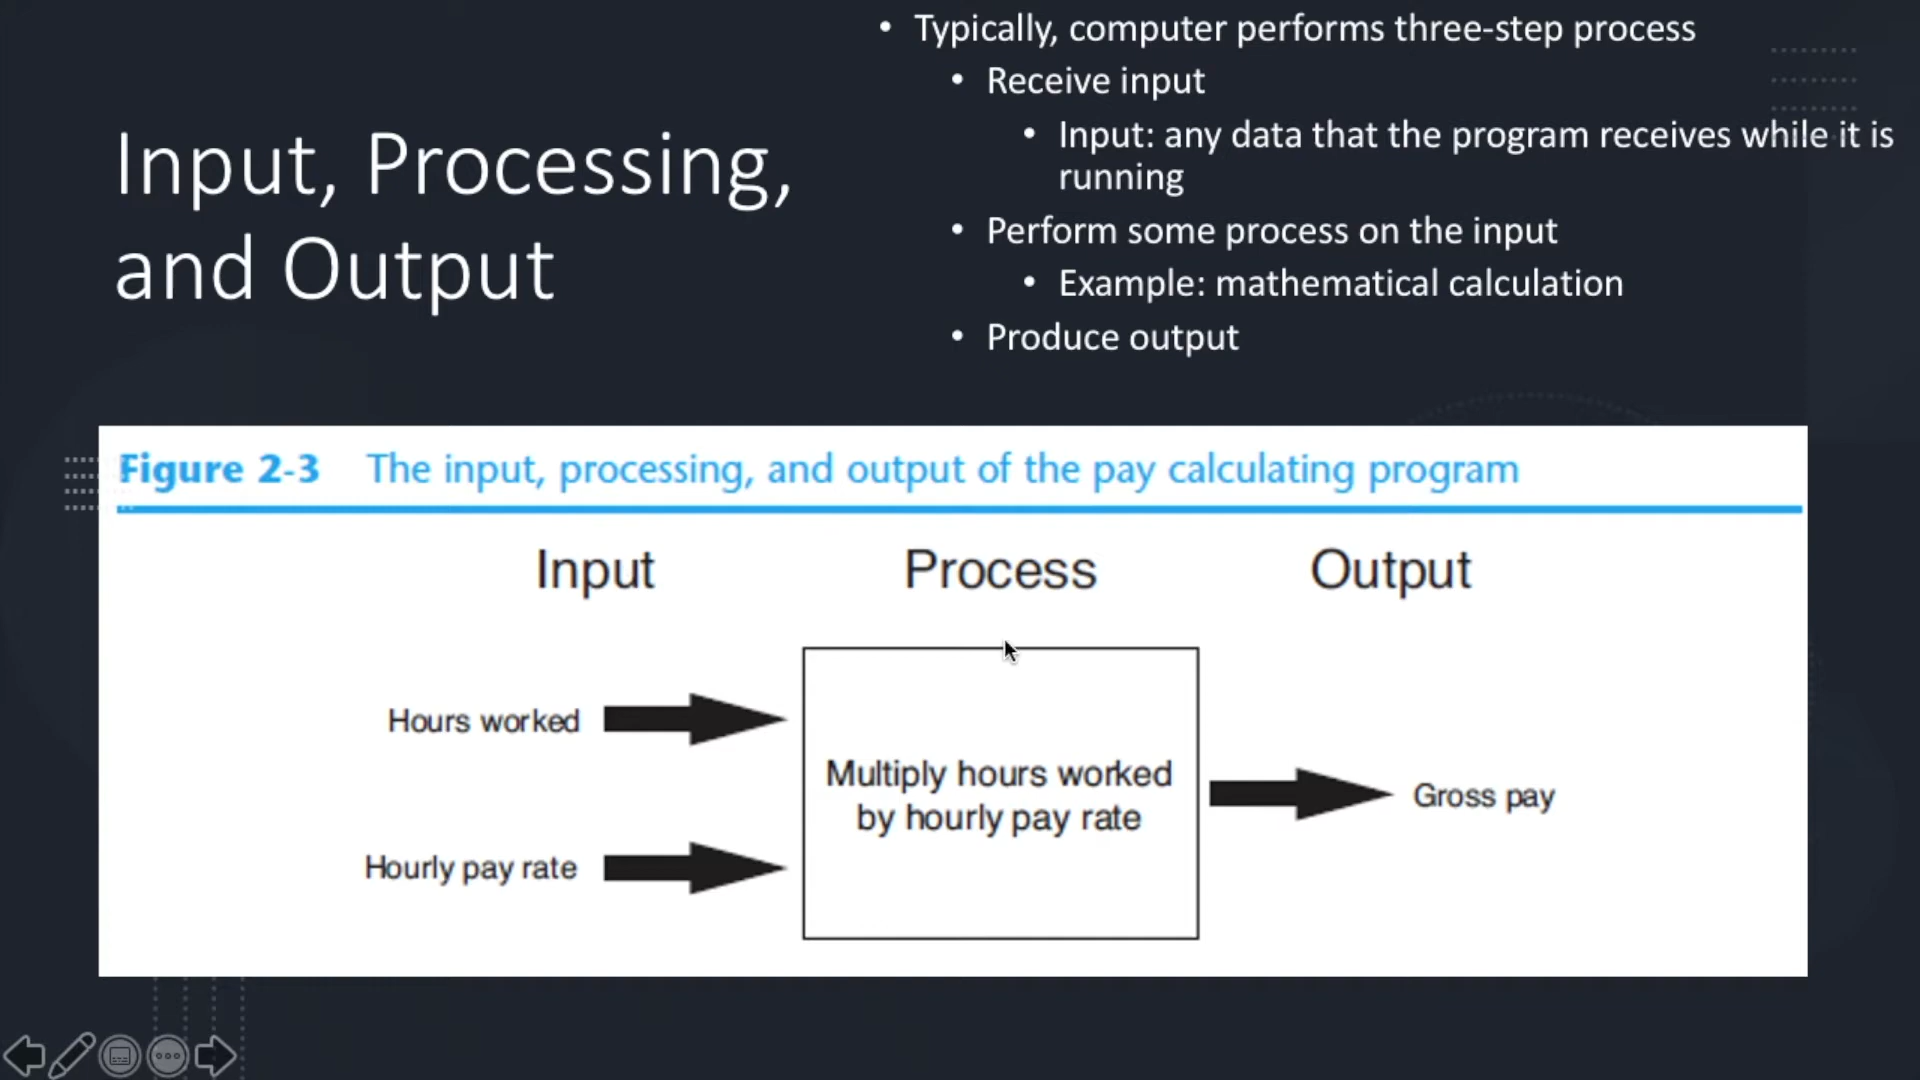 Input, Processing,
and Output
• Typically, computer performs three-step process
• Receive input
• Input: any data that the program receives while it is
running
• Perform some process on the input
• Example: mathematical calculation
• Produce output
Figure 2-3 The input, processing, and output of the pay calculating program
Input Process Output
Hours worked
Hourly pay rate
Multiply hours worked
by hourly pay rate
Gross pay